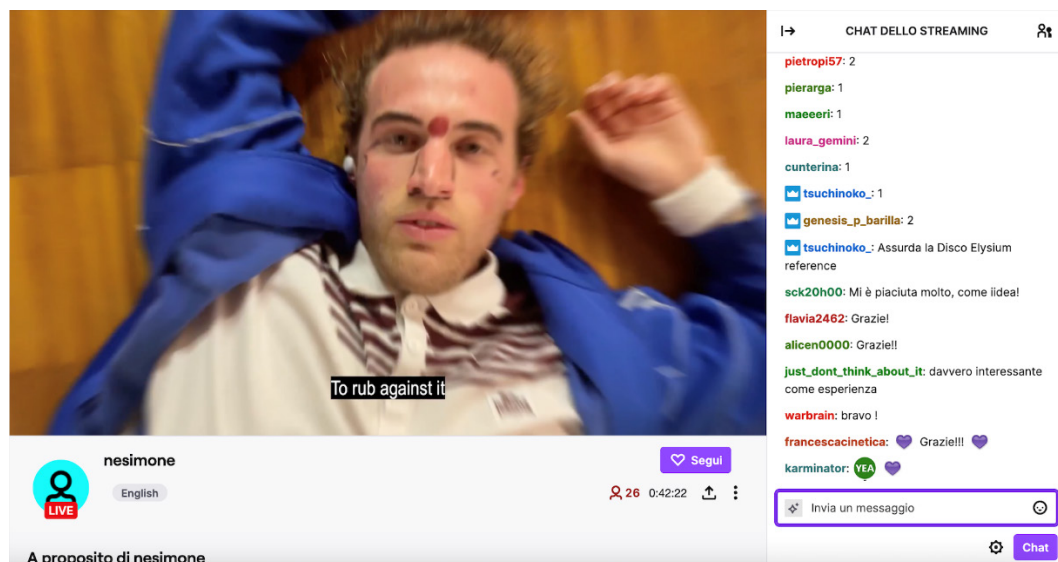 To rub against it
nesimone
Segui
LIVE
English
26 0:42:22
A proposito di nesimone
CHAT DELLO STREAMING
pietropi57: 2
pierarga: 1
maeeeri: 1
laura_gemini: 2
cunterina: 1
tsuchinoko_: 1
genesis_p_barilla: 2
tsuchinoko_: Assurda la Disco Elysium
reference
sck20h00: Mi è piaciuta molto, come iidea!
flavia2462: Grazie!
alicen0000: Grazie!!
just_dont_think_about_it: davvero interessante
come esperienza
warbrain: bravo !
francescacinetica: Grazie!!!
karminator: YEA
Invia un messaggio
Chat